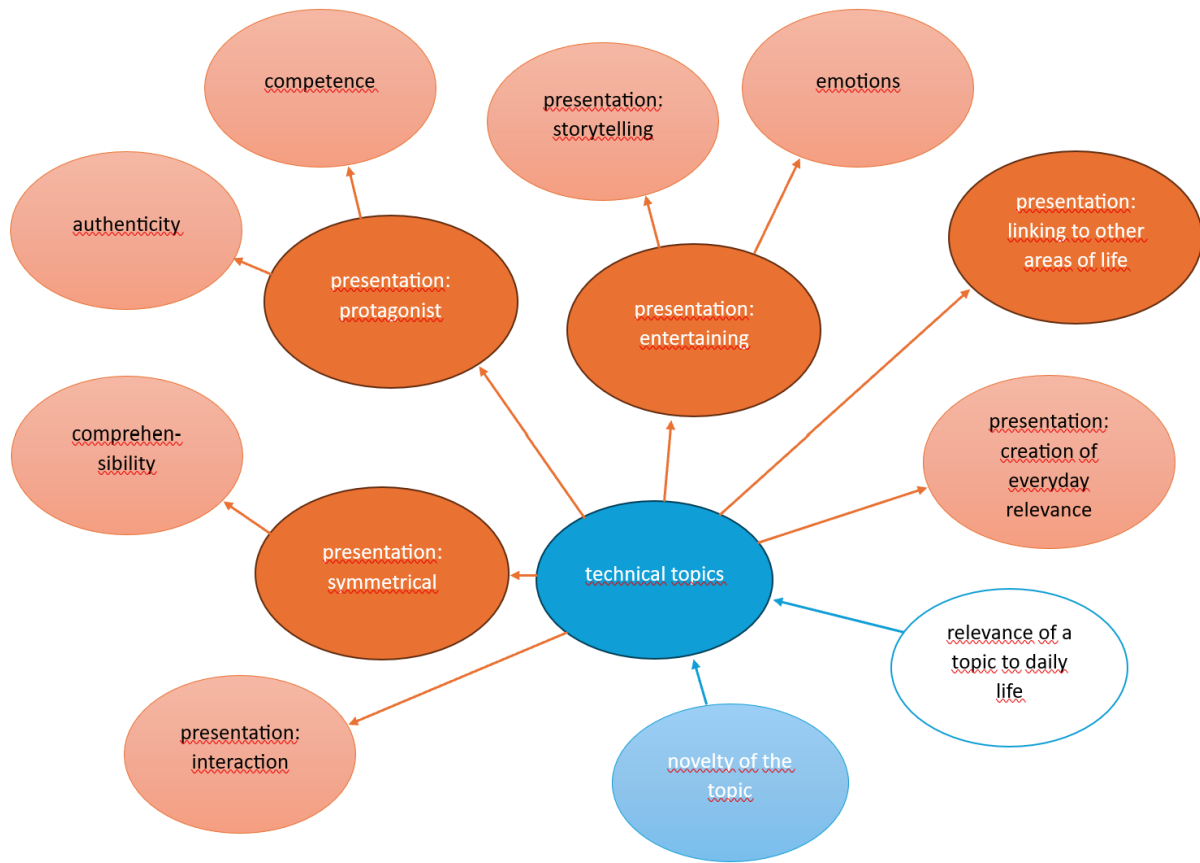 competence
presentation:
storytelling
emotions
authenticity
presentation:
protagonist
presentation:
entertaining
presentation:
linking to other
areas of life
comprehen-
sibility
presentation:
symmetrical
technical topics
presentation:
creation of
everyday
relevance
relevance of a
topic to daily
life
presentation:
interaction
novelty of the
topic